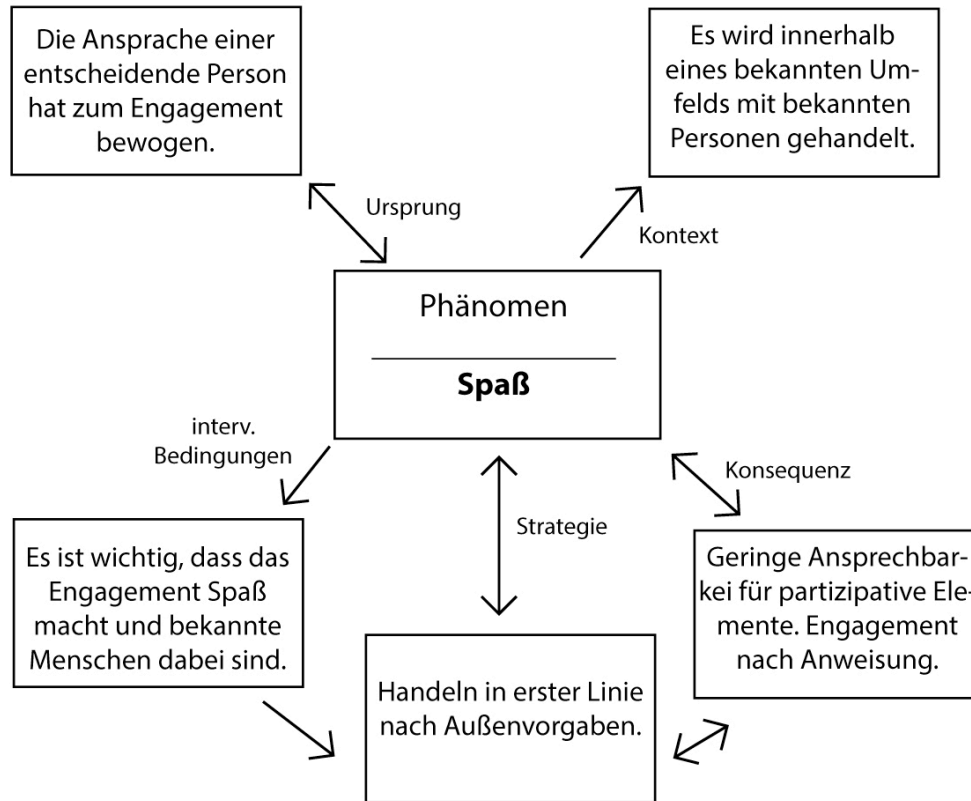 Die Ansprache einer
entscheidende Person
hat zum Engagement
bewogen.
Es wird innerhalb
eines bekannten Um-
felds mit bekannten
Personen gehandelt.
Ursprung
Kontext
Phänomen
Spaß
interv.
Bedingungen
Strategie
Konsequenz
Es ist wichtig, dass das
Engagement Spaß
macht und bekannte
Menschen dabei sind.
Handeln in erster Linie
nach Außenvorgaben.
Geringe Ansprechbar-
kei für partizipative Ele-
mente. Engagement
nach Anweisung.